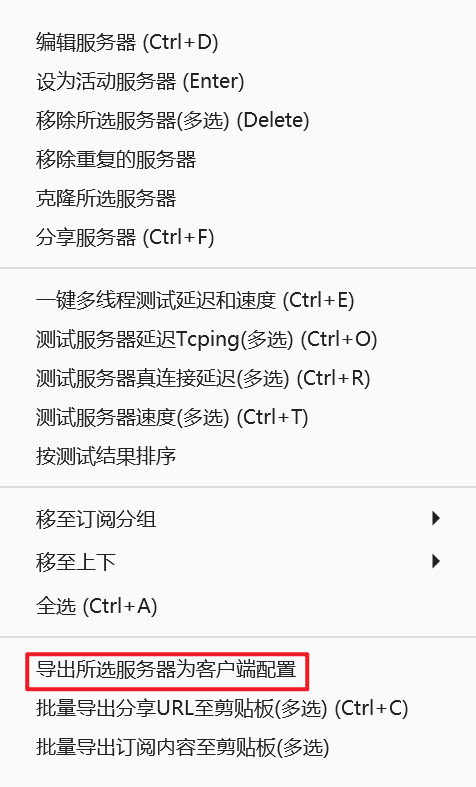 编辑服务器 (Ctrl+D)
设为活动服务器 (Enter)
移除所选服务器(多选) (Delete)
移除重复的服务器
克隆所选服务器
分享服务器 (Ctrl+F)
一键多线程测试延迟和速度 (Ctrl+E)
测试服务器延迟Tcping(多选) (Ctrl+O)
测试服务器真连接延迟(多选) (Ctrl+R)
测试服务器速度(多选) (Ctrl+T)
按测试结果排序
移至订阅分组
移至上下
全选 (Ctrl+A)
导出所选服务器为客户端配置
批量导出分享URL至剪贴板(多选) (Ctrl+C)
批量导出订阅内容至剪贴板(多选)